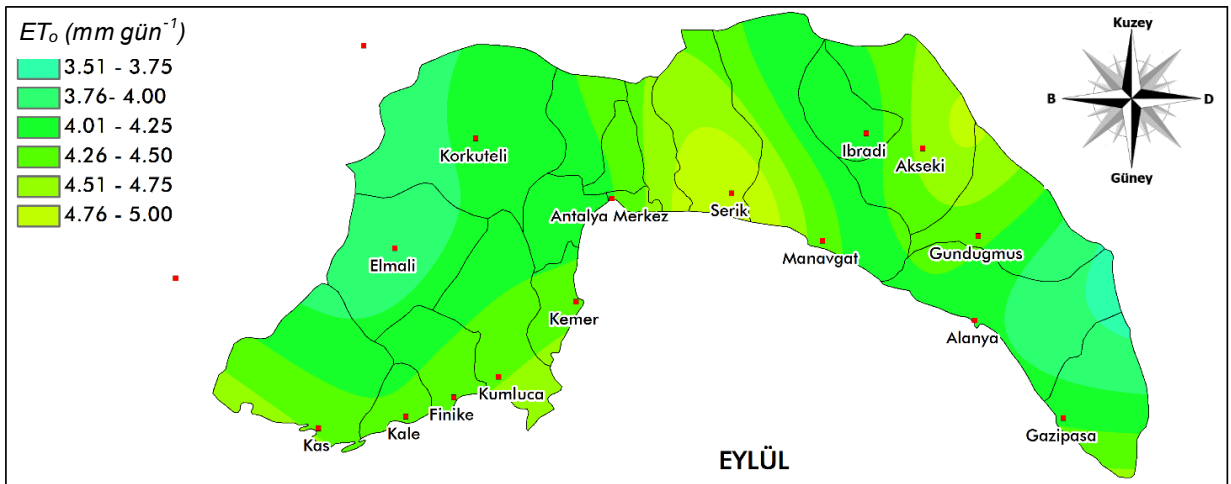 ETₒ (mm gün⁻¹)
3.51 - 3.75
3.76- 4.00
4.01 - 4.25
4.26 - 4.50
4.51 - 4.75
4.76 - 5.00
Kuzey
B
D
Güney
Korkuteli
Ibradi
Akseki
Antalya Merkez
Serik
Elmali
Manavgat
Gundugmus
Kemer
Alanya
Kumluca
Finike
Kale
Kas
Gazipasa
EYLÜL